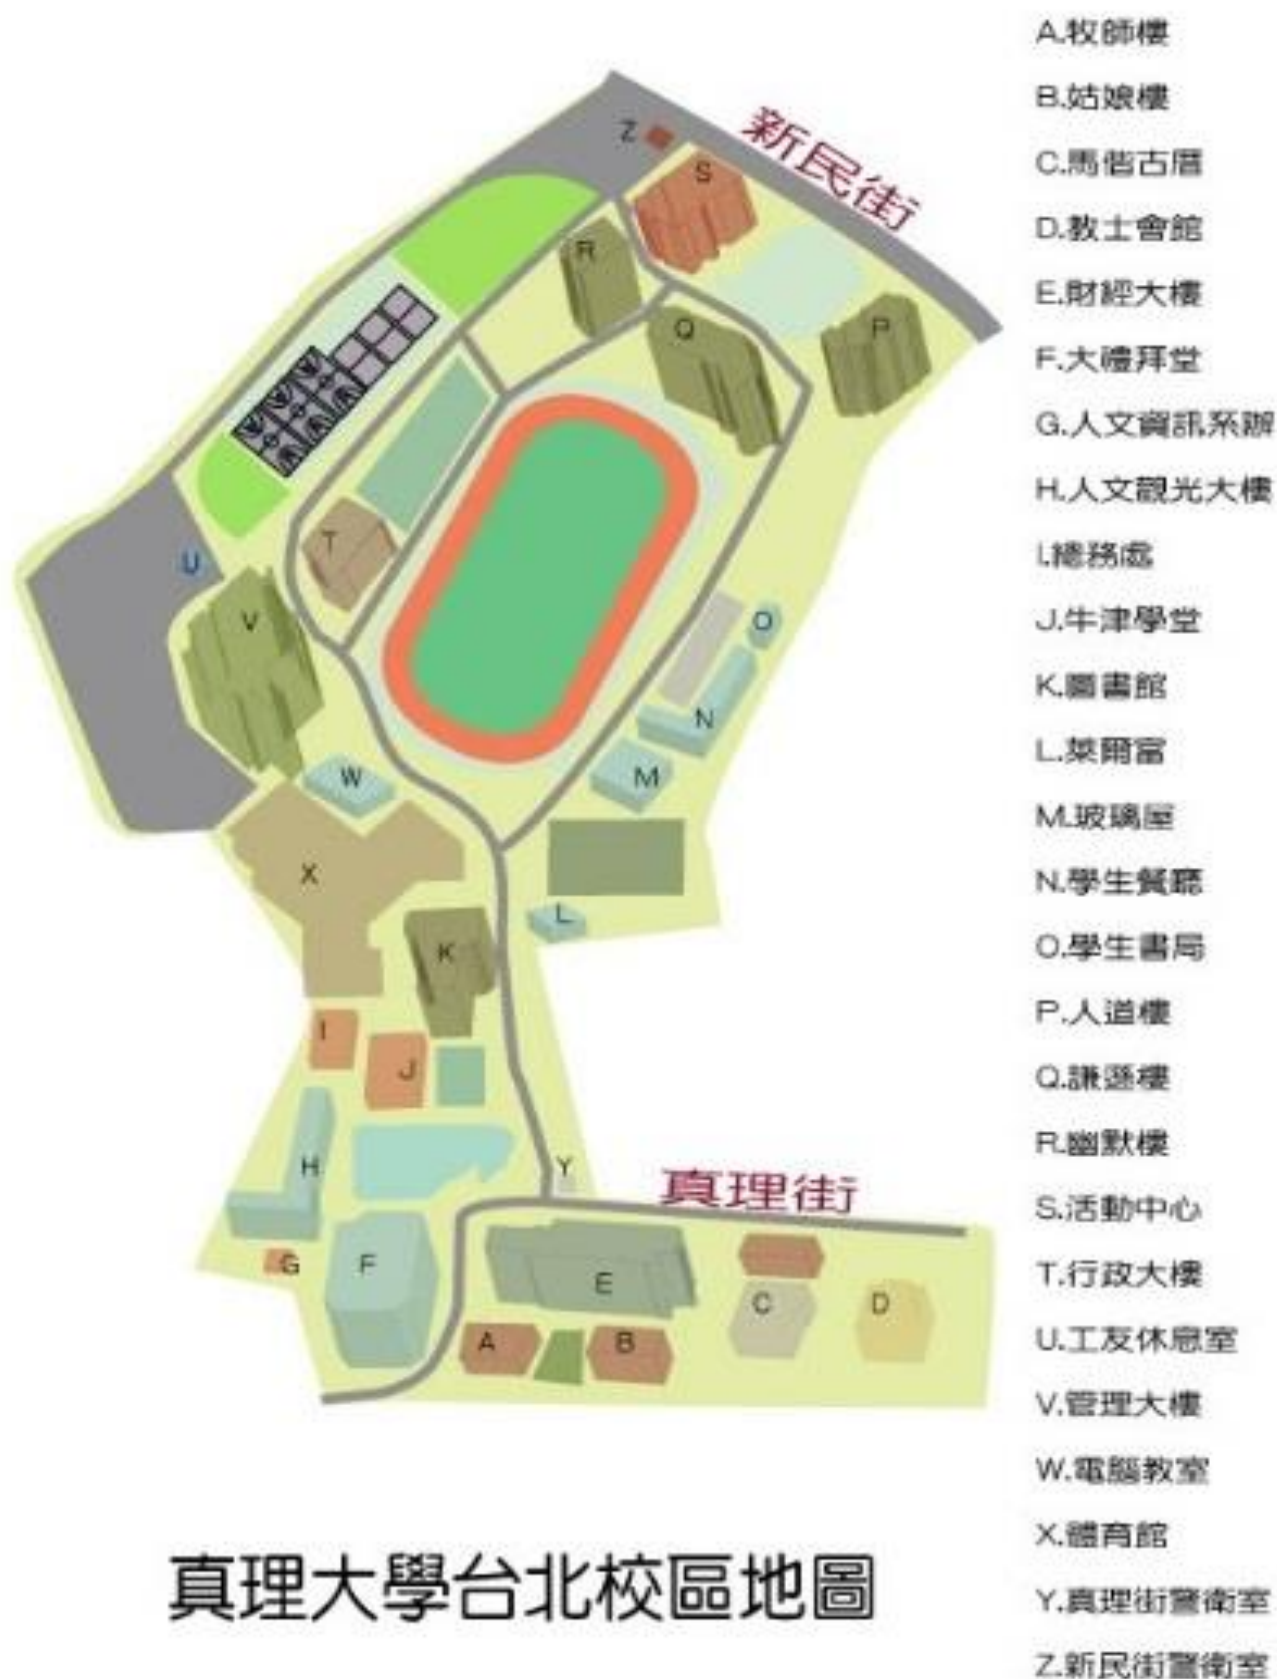 A.牧師樓
B.姑娘樓
C.馬偕古厝
D.教士會館
E.財經大樓
F.大禮拜堂
G.人文資訊系辦
H.人文觀光大樓
I.總務處
J.牛津學堂
K.圖書館
L.萊爾富
M.玻璃屋
N.學生餐廳
O.學生書局
P.人道樓
Q.謙遜樓
R.幽默樓
S.活動中心
T.行政大樓
U.工友休息室
V.管理大樓
W.電腦教室
X.體育館
Y.真理街警衛室
Z.新民街警衛室
新民街
Z
S
R
Q
P
T
U
V
O
N
W
M
X
L
K
I
J
H
Y
真理街
G
F
E
C
D
A
B
真理大學台北校區地圖